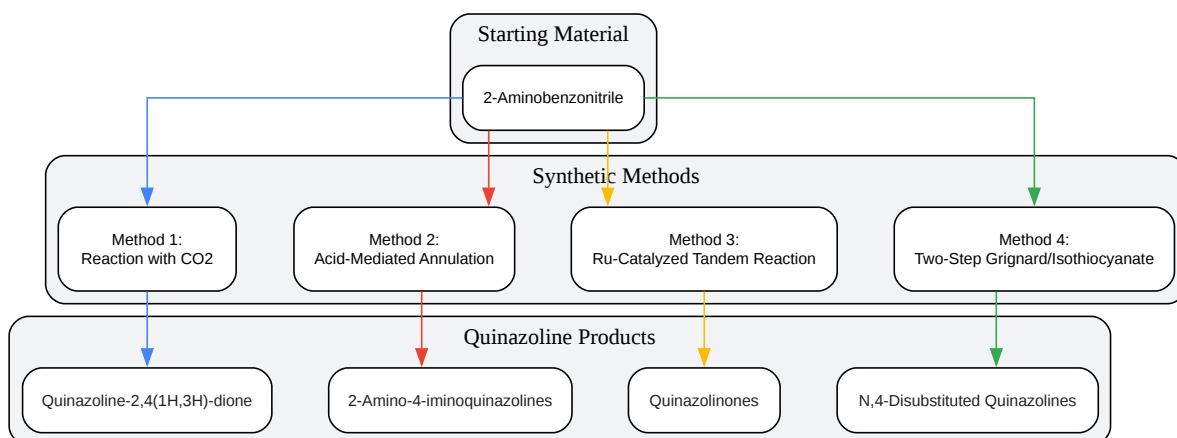 Starting Material
2-Aminobenzonitrile
Synthetic Methods
Method 1:
Reaction with CO2
Method 2:
Acid-Mediated Annulation
Method 3:
Ru-Catalyzed Tandem Reaction
Method 4:
Two-Step Grignard/Isothiocyanate
Quinazoline Products
Quinazoline-2,4(1H,3H)-dione
2-Amino-4-iminoquinazolines
Quinazolinones
N,4-Disubstituted Quinazolines